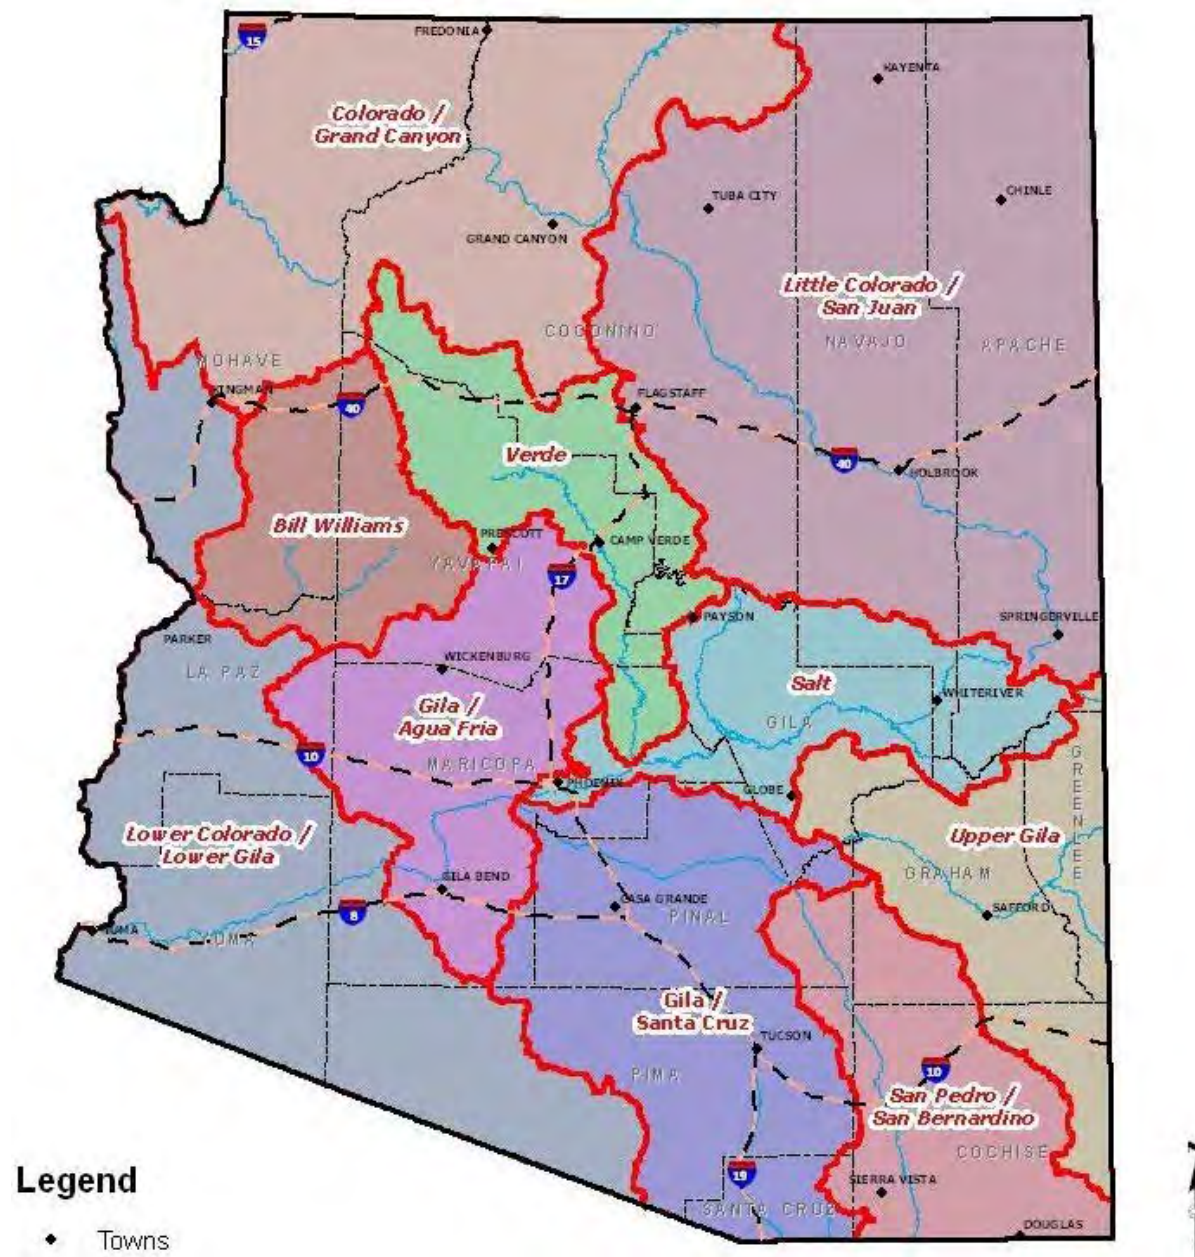 FREDONIA
15
KAYENTA
Colorado /
Grand Canyon
CHINLE
TUBA CITY
GRAND CANYON
Little Colorado /
San Juan
COCONINO
NAVAJO
APACHE
MOHAVE
KINGMAN
FLAGSTAFF
40
Verde
40
HOLBROOK
Bill Williams
PRESCOTT
CAMP VERDE
YAVAPAI
17
PAYSON
SPRINGERVILLE
PARKER
WICKENBURG
LA PAZ
Salt
WHITERIVER
Gila /
Agua Fria
GILA
10
MARICOPA
GREENLEE
PHOENIX
GLOBE
Lower Colorado /
Lower Gila
Upper Gila
GRAHAM
GILA BEND
CASA GRANDE
PINAL
SAFFORD
8
YUMA
YUMA
Gila /
Santa Cruz
TUCSON
PIMA
10
San Pedro /
San Bernardino
COCHISE
19
SIERRA VISTA
SANTA CRUZ
DOUGLAS
Legend
Towns